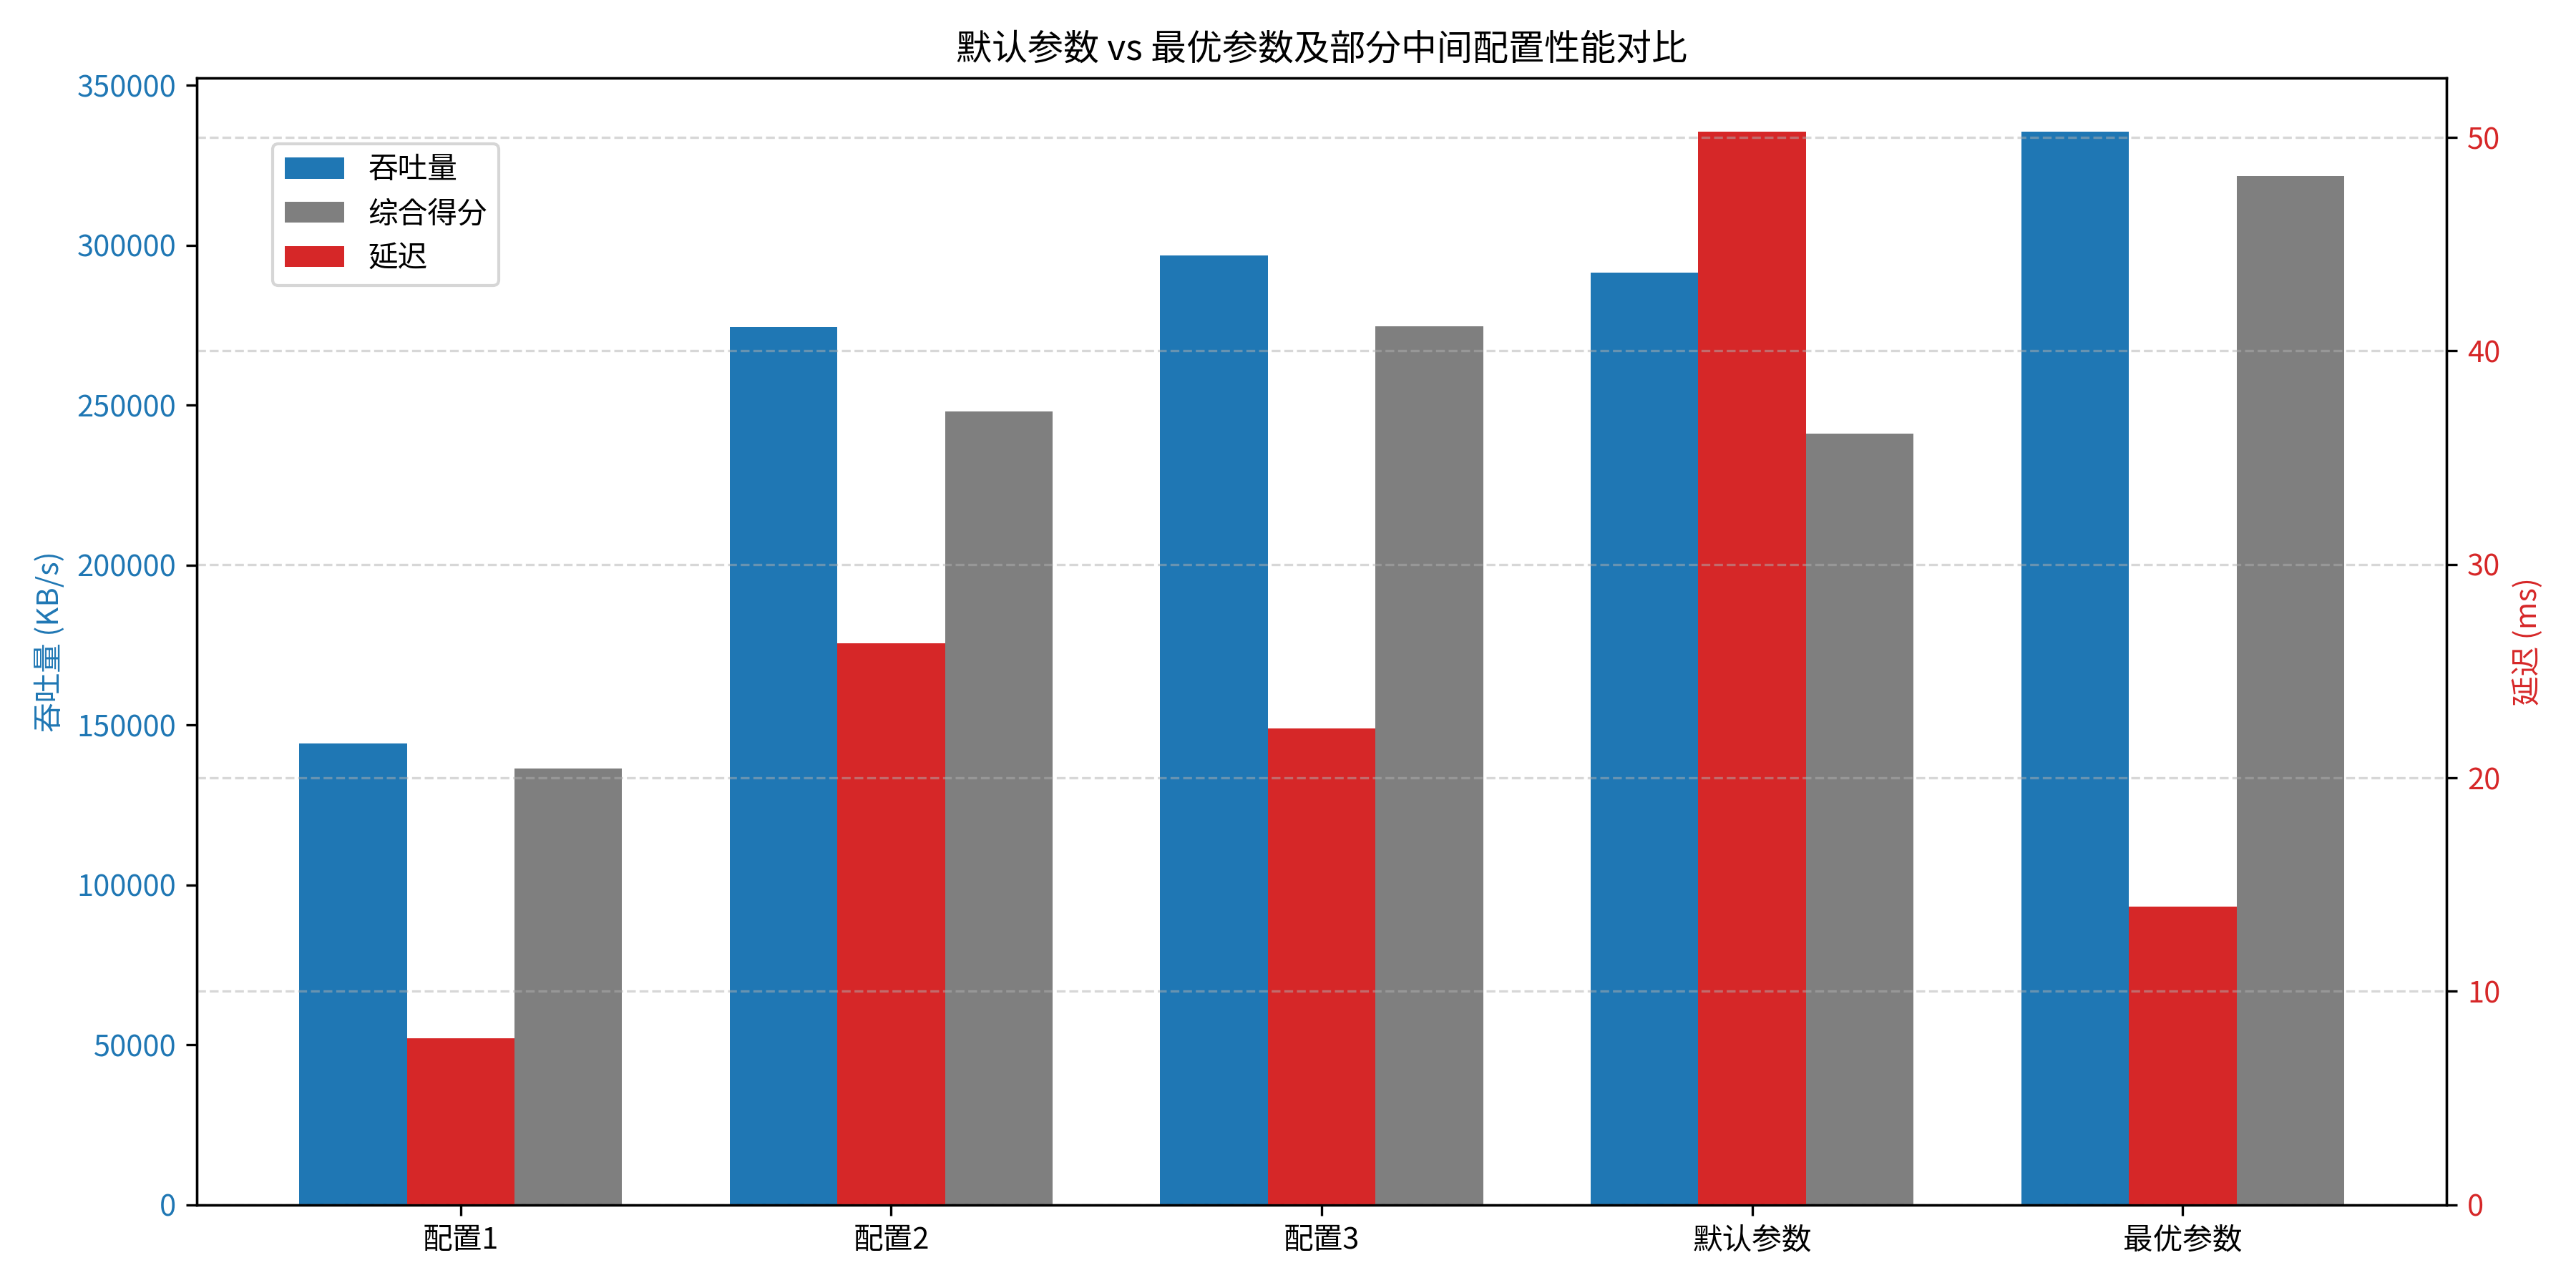 默认参数 vs 最优参数及部分中间配置性能对比
350000
300000
250000
200000
150000
100000
50000
0
吞吐量 (KB/s)
吞吐量
综合得分
延迟
50
40
30
20
10
0
延迟 (ms)
配置1
配置2
配置3
默认参数
最优参数